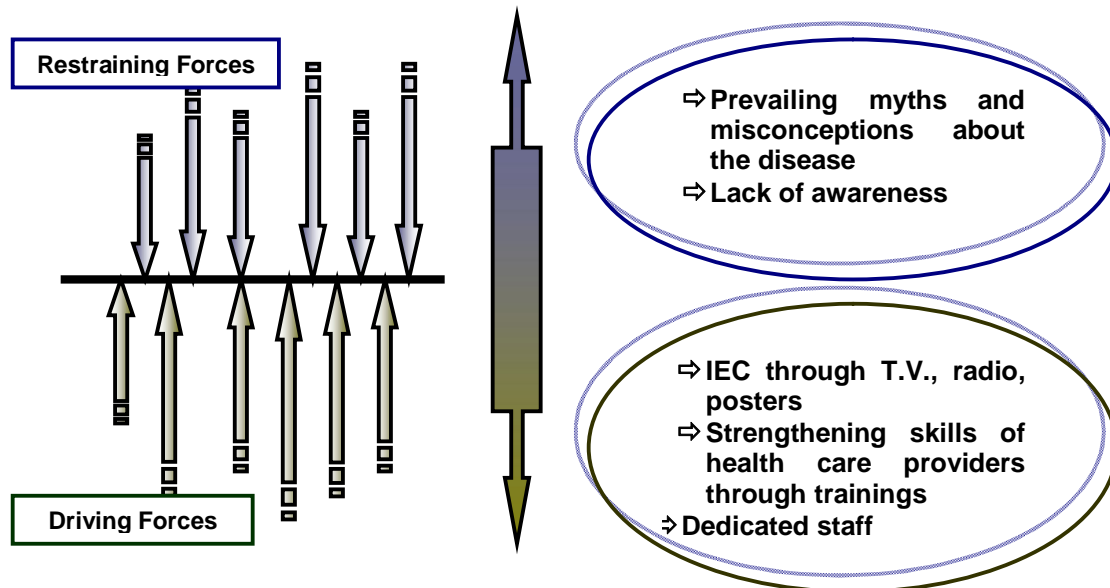 Restraining Forces
⇨ Prevailing myths and
misconceptions about
the disease
⇨ Lack of awareness
⇨ IEC through T.V., radio,
posters
⇨ Strengthening skills of
health care providers
through trainings
⇨ Dedicated staff
Driving Forces